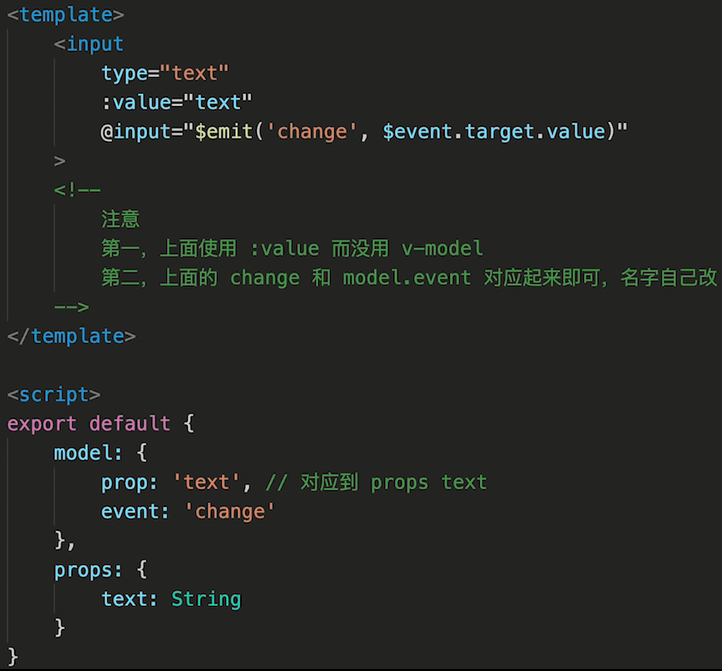 <template>
    <input
        type="text"
        :value="text"
        @input="$emit('change', $event.target.value)"
    >
    <!--
        注意
        第一，上面使用 :value 而没用 v-model
        第二，上面的 change 和 model.event 对应起来即可，名字自己改
    -->
</template>

<script>
export default {
    model: {
        prop: 'text', // 对应到 props text
        event: 'change'
    },
    props: {
        text: String
    }
}